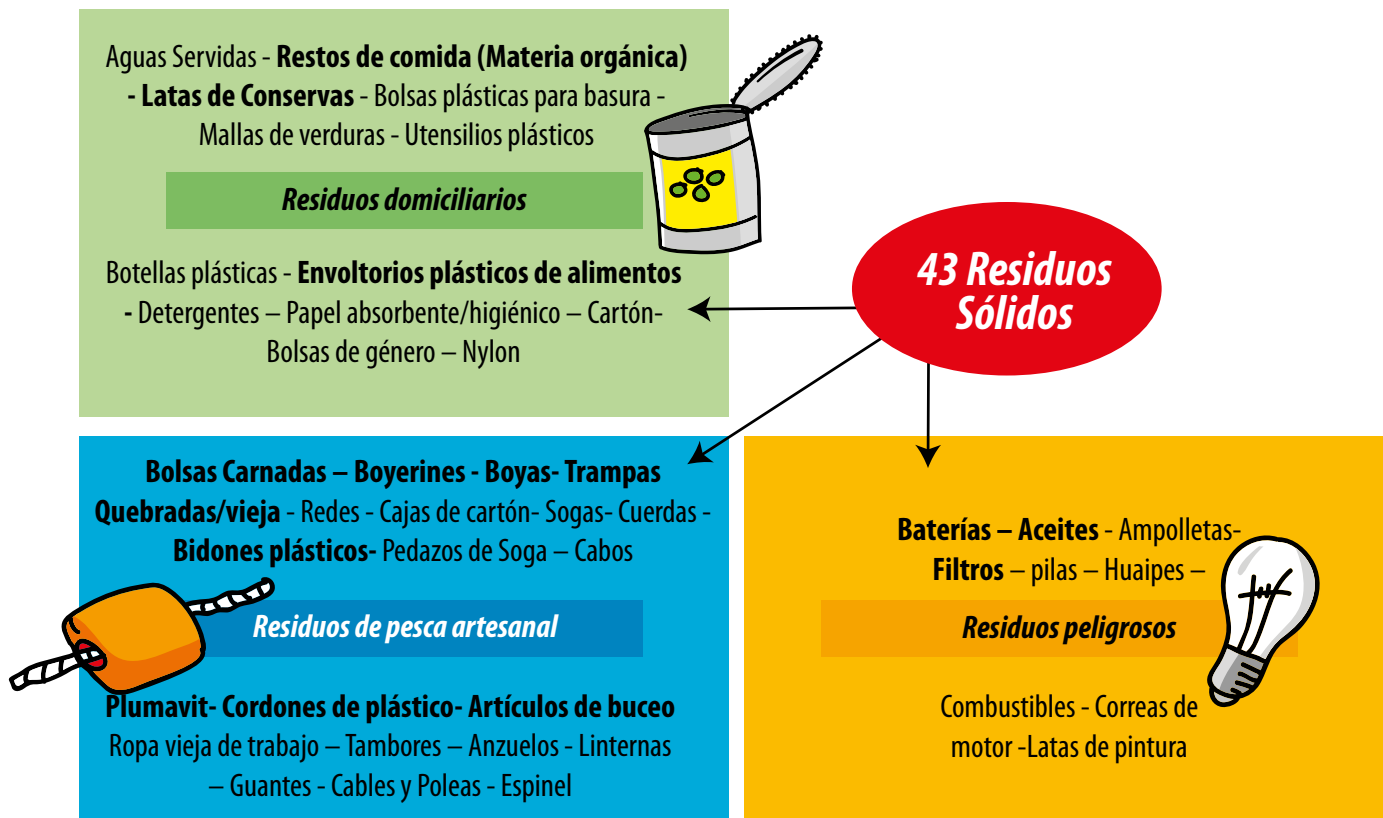 Aguas Servidas - Restos de comida (Materia orgánica)
- Latas de Conservas - Bolsas plásticas para basura -
Mallas de verduras - Utensilios plásticos
Residuos domiciliarios
Botellas plásticas - Envoltorios plásticos de alimentos
- Detergentes – Papel absorbente/higiénico – Cartón-
Bolsas de género – Nylon
43 Residuos
Sólidos
Bolsas Carnadas – Boyerines - Boyas- Trampas
Quebradas/vieja - Redes - Cajas de cartón- Sogas- Cuerdas -
Bidones plásticos- Pedazos de Soga – Cabos
Residuos de pesca artesanal
Plumavit- Cordones de plástico- Artículos de buceo
Ropa vieja de trabajo – Tambores – Anzuelos - Linternas
– Guantes - Cables y Poleas - Espinel
Baterías – Aceites - Ampolletas-
Filtros – pilas – Huaipes –
Residuos peligrosos
Combustibles - Correas de
motor -Latas de pintura